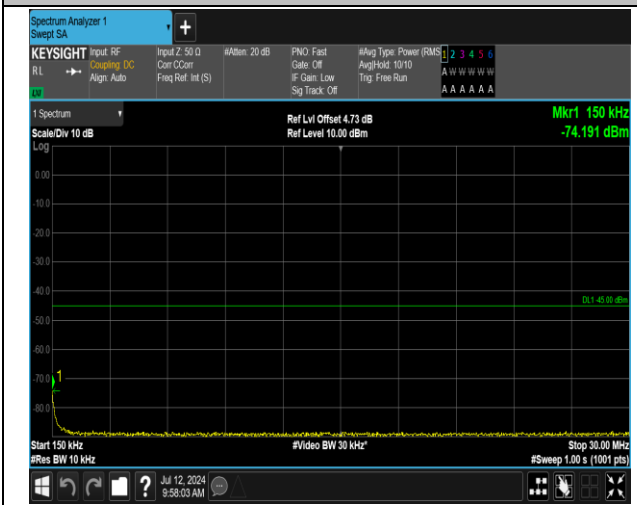 Spectrum Analyzer 1
Swept SA
+
KEYSIGHT
RL
LXI
Input: RF
Coupling: DC
Align: Auto
Input Z: 50 Ω
Corr CCorr
Freq Ref: Int (S)
#Atten: 20 dB
PNO: Fast
Gate: Off
IF Gain: Low
Sig Track: Off
#Avg Type: Power (RMS
Avg|Hold: 10/10
Trig: Free Run
1 2 3 4 5 6
A W W W W W
A A A A A A
1 Spectrum
Scale/Div 10 dB
Log
Ref Lvl Offset 4.73 dB
Ref Level 10.00 dBm
Mkr1 150 kHz
-74.191 dBm
0.00
-10.0
-20.0
-30.0
-40.0
DL1 -45.00 dBm
-50.0
-60.0
-70.0
1
-80.0
Start 150 kHz
#Video BW 30 kHz*
Stop 30.00 MHz
#Res BW 10 kHz
#Sweep 1.00 s (1001 pts)
?
Jul 12, 2024
9:58:03 AM